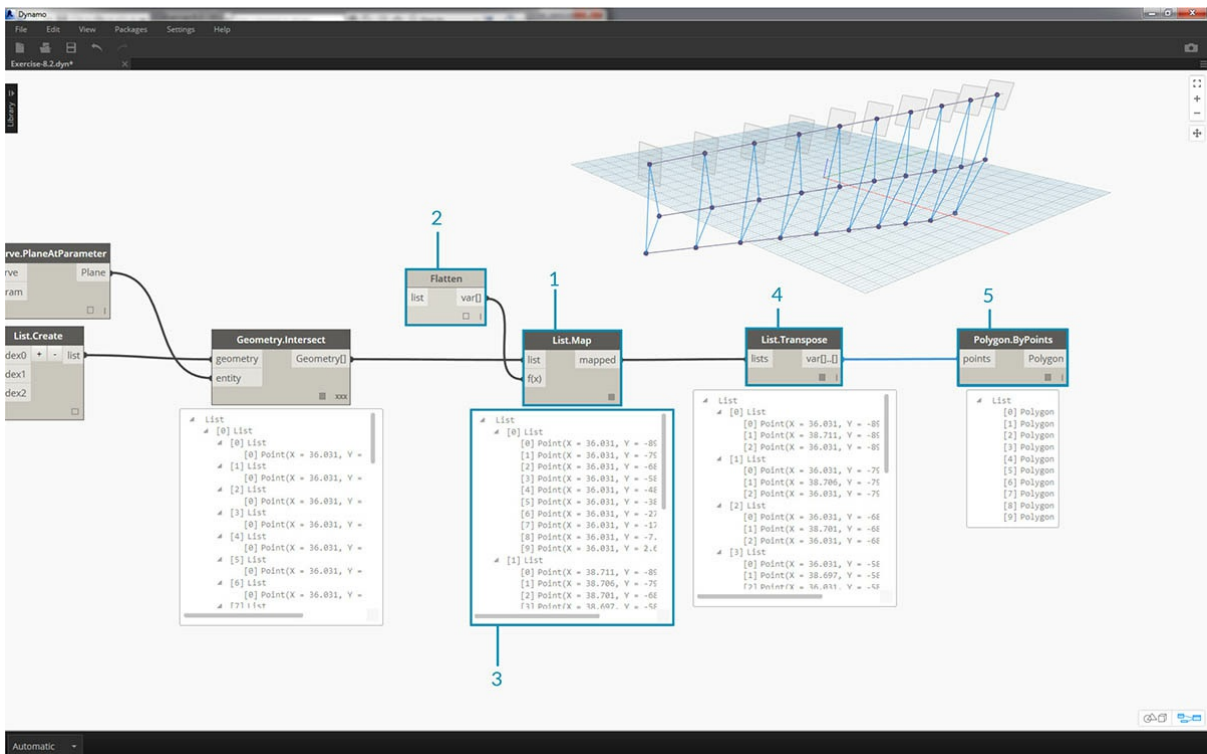 Dynamo
File Edit View Packages Settings Help
Exercise-8.2.dyn*
Library
2
1
4
5
rve.PlaneAtParameter
rve Plane
ram
Flatten
list var[]
List.Create
dex0 + - list
dex1
dex2
Geometry.Intersect
geometry Geometry[]
entity
xxx
List.Map
list mapped
f(x)
List.Transpose
lists var[]..[]
Polygon.ByPoints
points Polygon
List
[0] List
[0] List
[0] Point(X = 36.031, Y =
[1] List
[0] Point(X = 36.031, Y =
[2] List
[0] Point(X = 36.031, Y =
[3] List
[0] Point(X = 36.031, Y =
[4] List
[0] Point(X = 36.031, Y =
[5] List
[0] Point(X = 36.031, Y =
[6] List
[0] Point(X = 36.031, Y =
[7] List
List
[0] List
[0] Point(X = 36.031, Y = -89
[1] Point(X = 36.031, Y = -79
[2] Point(X = 36.031, Y = -68
[3] Point(X = 36.031, Y = -58
[4] Point(X = 36.031, Y = -48
[5] Point(X = 36.031, Y = -38
[6] Point(X = 36.031, Y = -27
[7] Point(X = 36.031, Y = -17
[8] Point(X = 36.031, Y = -7.
[9] Point(X = 36.031, Y = 2.6
[1] List
[0] Point(X = 38.711, Y = -89
[1] Point(X = 38.706, Y = -79
[2] Point(X = 38.701, Y = -68
[3] Point(X = 38.697, Y = -58
List
[0] List
[0] Point(X = 36.031, Y = -89
[1] Point(X = 38.711, Y = -89
[2] Point(X = 36.031, Y = -89
[1] List
[0] Point(X = 36.031, Y = -79
[1] Point(X = 38.706, Y = -79
[2] Point(X = 36.031, Y = -79
[2] List
[0] Point(X = 36.031, Y = -68
[1] Point(X = 38.701, Y = -68
[2] Point(X = 36.031, Y = -68
[3] List
[0] Point(X = 36.031, Y = -58
[1] Point(X = 38.697, Y = -58
[2] Point(X = 36.031, Y = -58
List
[0] Polygon
[1] Polygon
[2] Polygon
[3] Polygon
[4] Polygon
[5] Polygon
[6] Polygon
[7] Polygon
[8] Polygon
[9] Polygon
3
Automatic